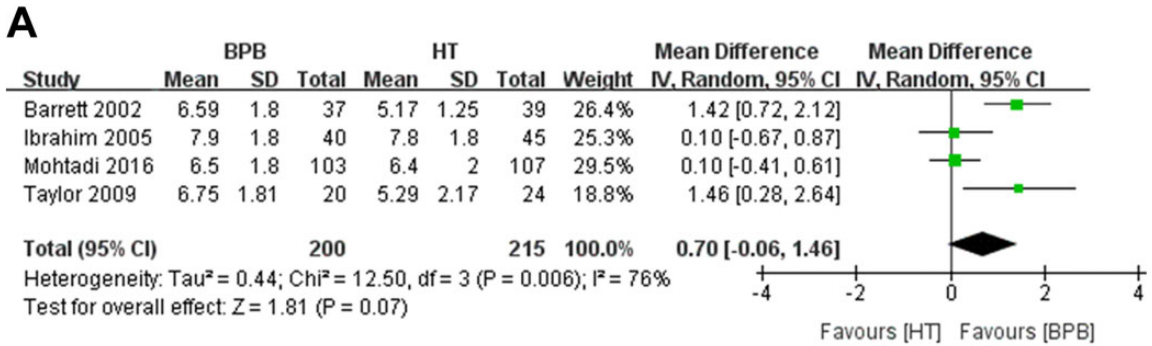 A
BPB HT Mean Difference Mean Difference
Study Mean SD Total Mean SD Total Weight IV, Random, 95% CI IV, Random, 95% CI
Barrett 2002 6.59 1.8 37 5.17 1.25 39 26.4% 1.42 [0.72, 2.12]
Ibrahim 2005 7.9 1.8 40 7.8 1.8 45 25.3% 0.10 [-0.67, 0.87]
Mohtadi 2016 6.5 1.8 103 6.4 2 107 29.5% 0.10 [-0.41, 0.61]
Taylor 2009 6.75 1.81 20 5.29 2.17 24 18.8% 1.46 [0.28, 2.64]
Total (95% CI) 200 215 100.0% 0.70 [-0.06, 1.46]
Heterogeneity: Tau² = 0.44; Chi² = 12.50, df = 3 (P = 0.006); I² = 76%
Test for overall effect: Z = 1.81 (P = 0.07)
-4 -2 0 2 4
Favours [HT] Favours [BPB]